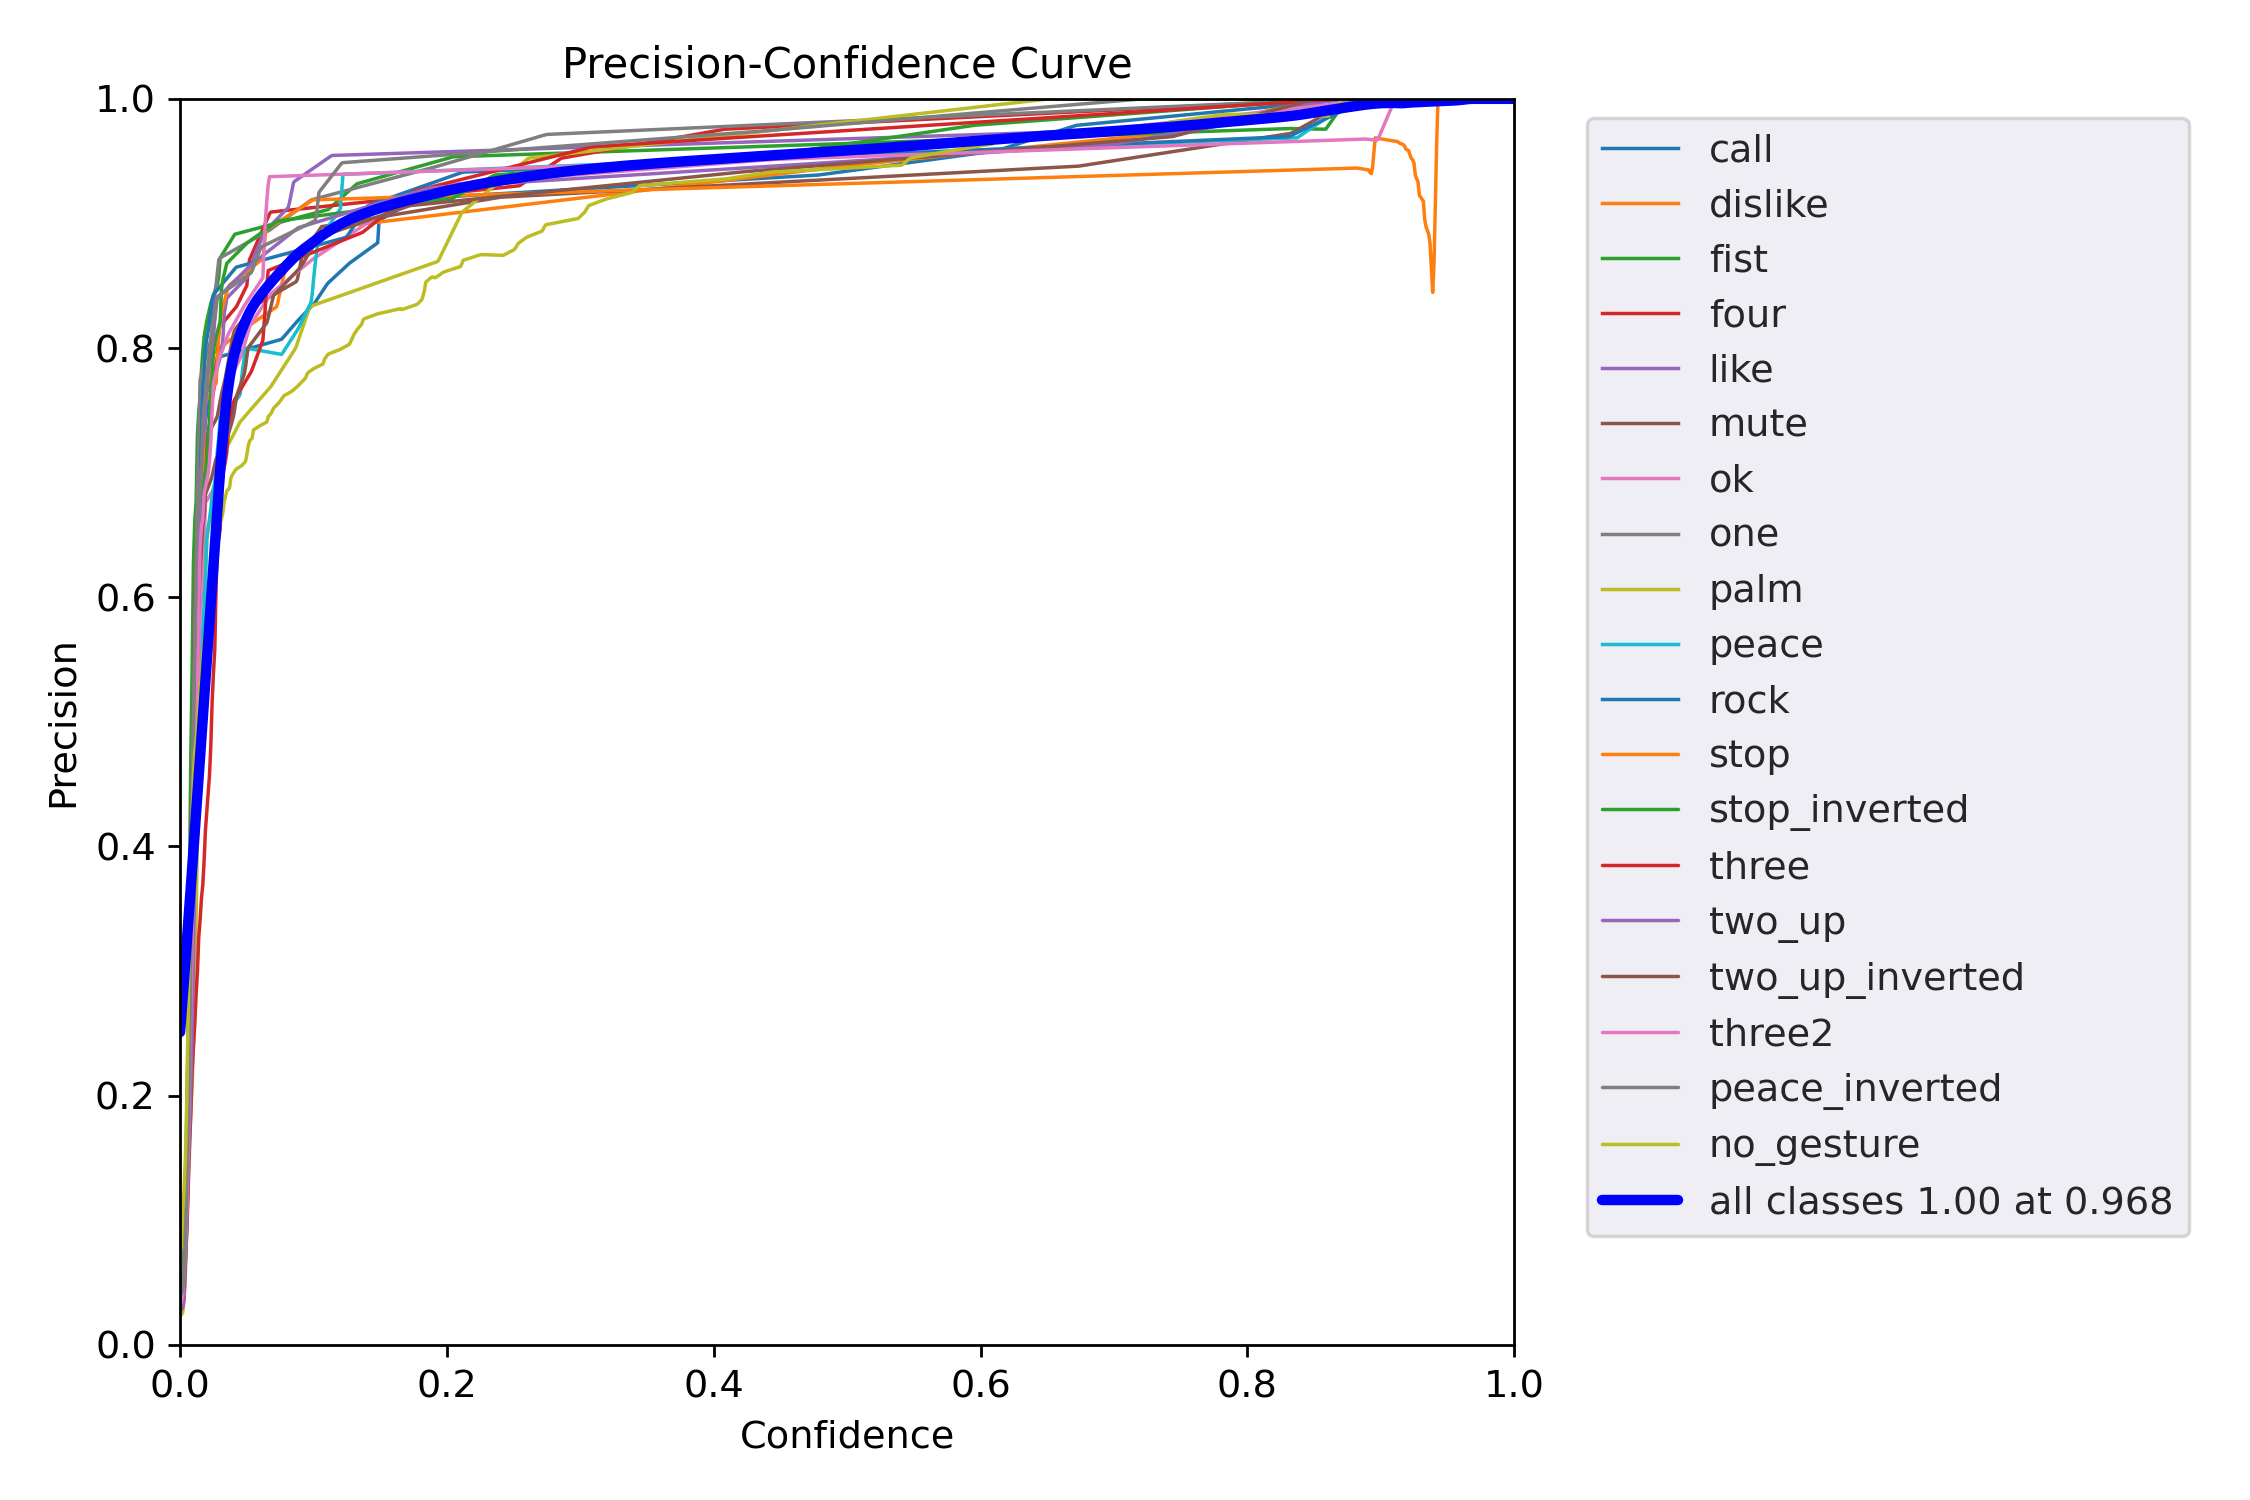 Precision-Confidence Curve
1.0
0.8
0.6
0.4
0.2
0.0
Precision
0.0 0.2 0.4 0.6 0.8 1.0
Confidence
call
dislike
fist
four
like
mute
ok
one
palm
peace
rock
stop
stop_inverted
three
two_up
two_up_inverted
three2
peace_inverted
no_gesture
all classes 1.00 at 0.968